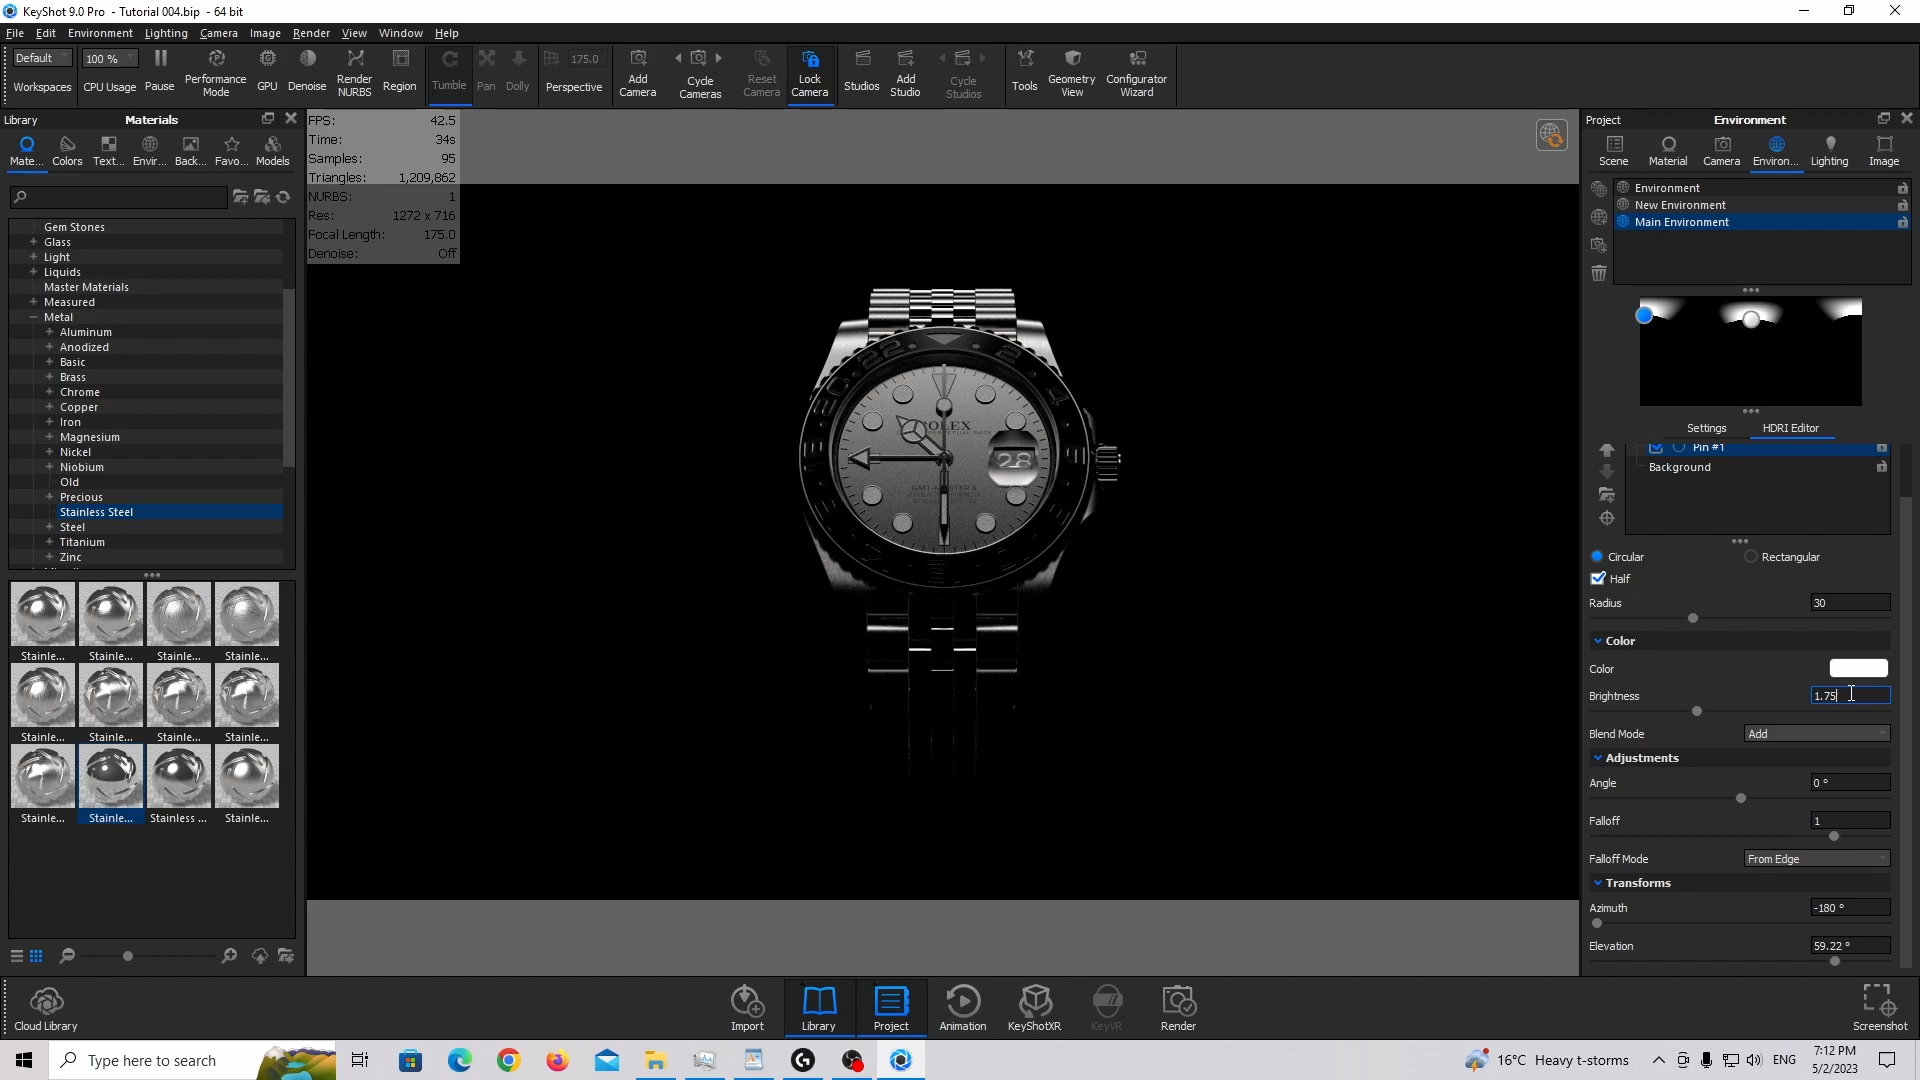 KeyShot 9.0 Pro - Tutorial 004.bip - 64 bit
File Edit Environment Lighting Camera Image Render View Window Help
Default
Workspaces
100 %
CPU Usage
Pause
Performance
Mode
GPU
Denoise
Render
NURBS
Region
Tumble
Pan
Dolly
175.0
Perspective
Add
Camera
Cycle
Cameras
Reset
Camera
Lock
Camera
Studios
Add
Studio
Cycle
Studios
Tools
Geometry
View
Configurator
Wizard
Library
Materials
Mate...
Colors
Text...
Envir...
Back...
Favo...
Models
Gem Stones
Glass
Light
Liquids
Master Materials
Measured
Metal
Aluminum
Anodized
Basic
Brass
Chrome
Copper
Iron
Magnesium
Nickel
Niobium
Old
Precious
Stainless Steel
Steel
Titanium
Zinc
Stainle... Stainle... Stainle... Stainle...
Stainle... Stainle... Stainle... Stainle...
Stainle... Stainle... Stainless ... Stainle...
FPS: 42.5
Time: 34s
Samples: 95
Triangles: 1,209,862
NURBS: 1
Res: 1272 x 716
Focal Length: 175.0
Denoise: Off
22
2
20
4
ROLEX
28
GMT-MASTER II
Project
Environment
Scene
Material
Camera
Environ...
Lighting
Image
Environment
New Environment
Main Environment
Settings
HDRI Editor
Pin #1
Background
Circular
Rectangular
Half
Radius 30
Color
Color
Brightness 1.75
Blend Mode Add
Adjustments
Angle 0 °
Falloff 1
Falloff Mode From Edge
Transforms
Azimuth -180 °
Elevation 59.22 °
Cloud Library
Import
Library
Project
Animation
KeyShotXR
KeyVR
Render
Screenshot
Type here to search
16°C Heavy t-storms
ENG
7:12 PM
5/2/2023